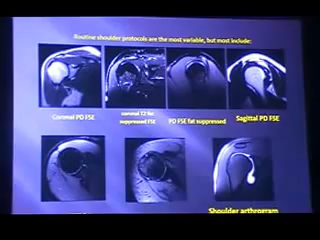 Routine shoulder protocols are the most variable, but most include:
Coronal PD FSE
coronal T2 fat
suppressed FSE
PD FSE fat suppressed
Sagittal PD FSE
Shoulder arthrogram